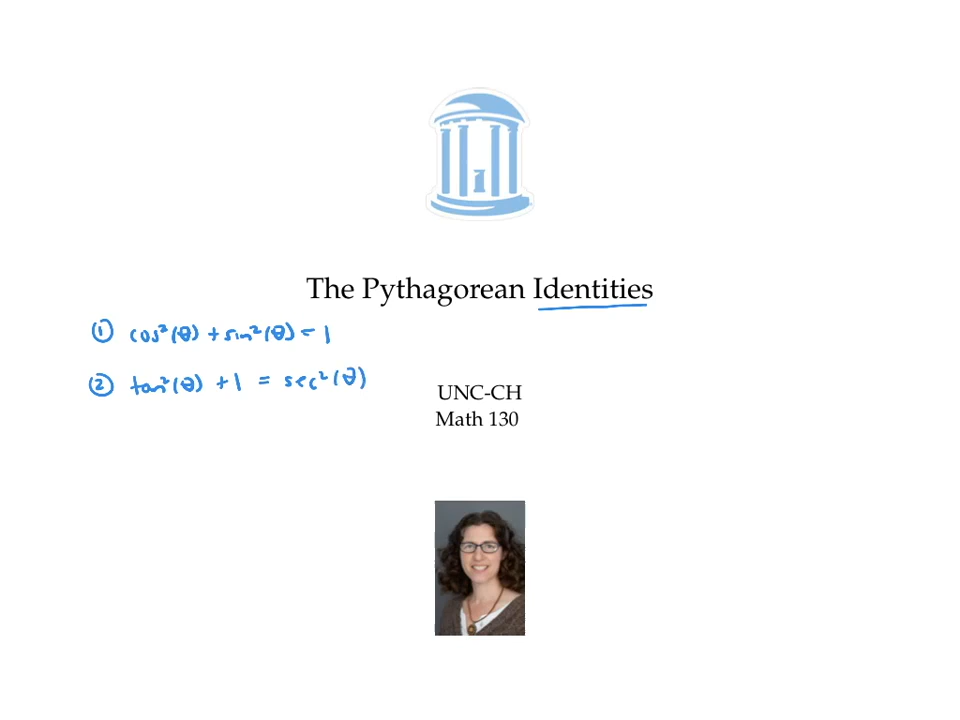 The Pythagorean Identities
① cos²(θ) + sin²(θ) = 1
② tan²(θ) + 1 = sec²(θ)
UNC-CH
Math 130